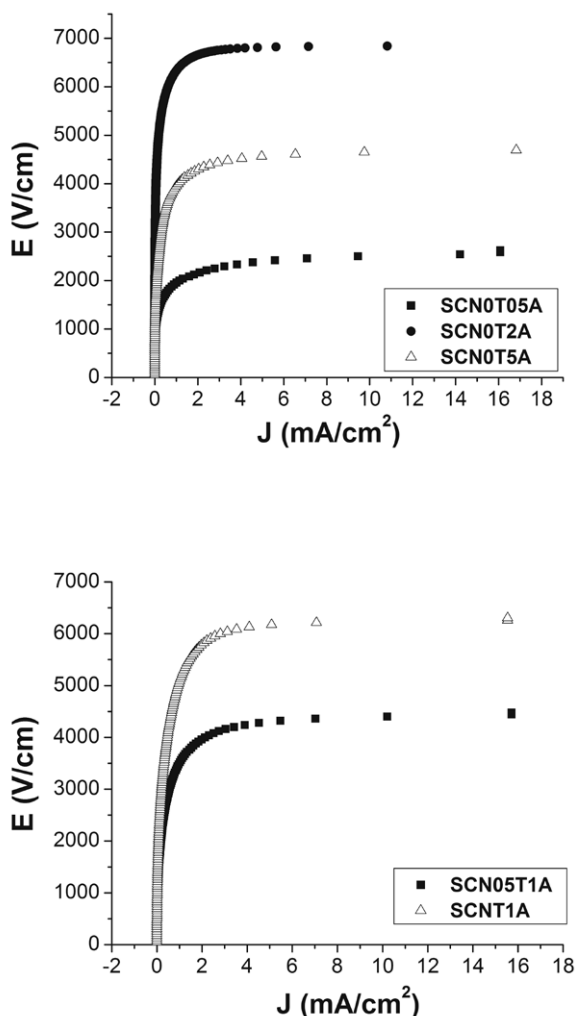 7000
6000
5000
4000
3000
2000
1000
0
E (V/cm)
-2 0 2 4 6 8 10 12 14 16 18
J (mA/cm²)
SCN0T05A
SCN0T2A
SCN0T5A
7000
6000
5000
4000
3000
2000
1000
0
E (V/cm)
-2 0 2 4 6 8 10 12 14 16 18
J (mA/cm²)
SCN05T1A
SCNT1A